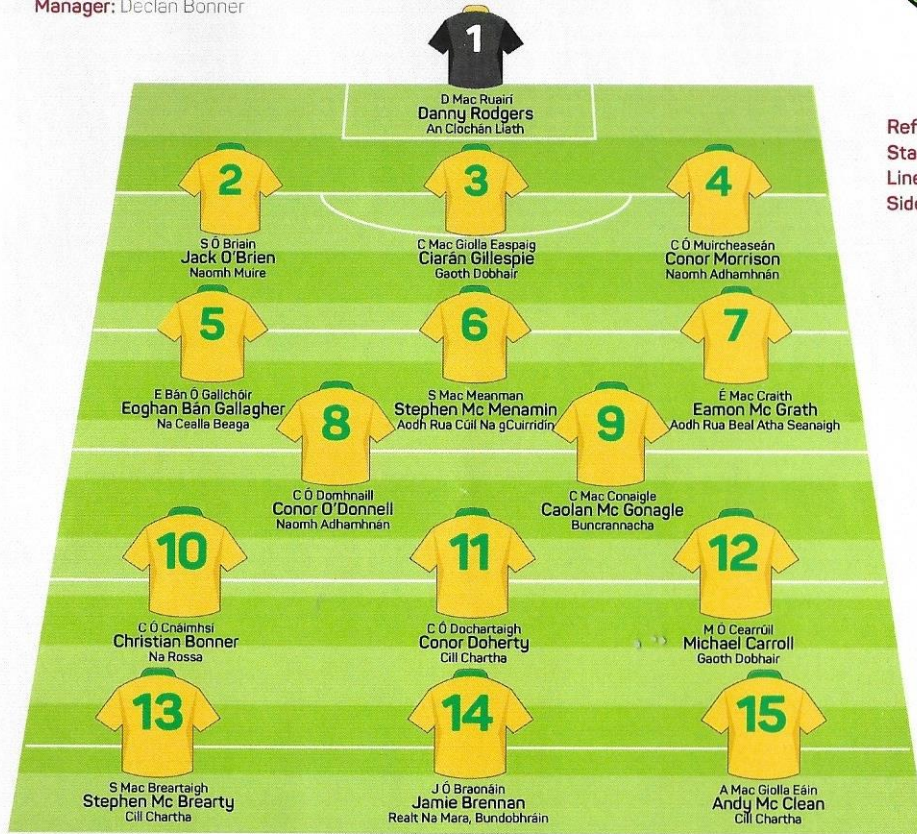 Manager: Declan Bonner
1
D Mac Ruairí
Danny Rodgers
An Clochán Liath
2
3
4
S Ó Briain
Jack O'Brien
Naomh Muire
C Mac Giolla Easpaig
Ciarán Gillespie
Gaoth Dobhair
C Ó Muircheaseán
Conor Morrison
Naomh Adhamhnán
5
6
7
E Bán Ó Gallchóir
Eoghan Bán Gallagher
Na Cealla Beaga
S Mac Meanman
Stephen Mc Menamin
Aodh Rua Cúil Na gCuirridín
É Mac Craith
Eamon Mc Grath
Aodh Rua Beal Atha Seanaigh
8
9
C Ó Domhnaill
Conor O'Donnell
Naomh Adhamhnán
C Mac Conaigle
Caolan Mc Gonagle
Buncrannacha
10
11
12
C Ó Cnáimhsí
Christian Bonner
Na Rossa
C Ó Dochartaigh
Conor Doherty
Cill Chartha
M Ó Cearrúil
Michael Carroll
Gaoth Dobhair
13
14
15
S Mac Breartaigh
Stephen Mc Brearty
Cill Chartha
J Ó Braonáin
Jamie Brennan
Realt Na Mara, Bundobhráin
A Mac Giolla Eáin
Andy Mc Clean
Cill Chartha
Ref
Sta
Line
Side